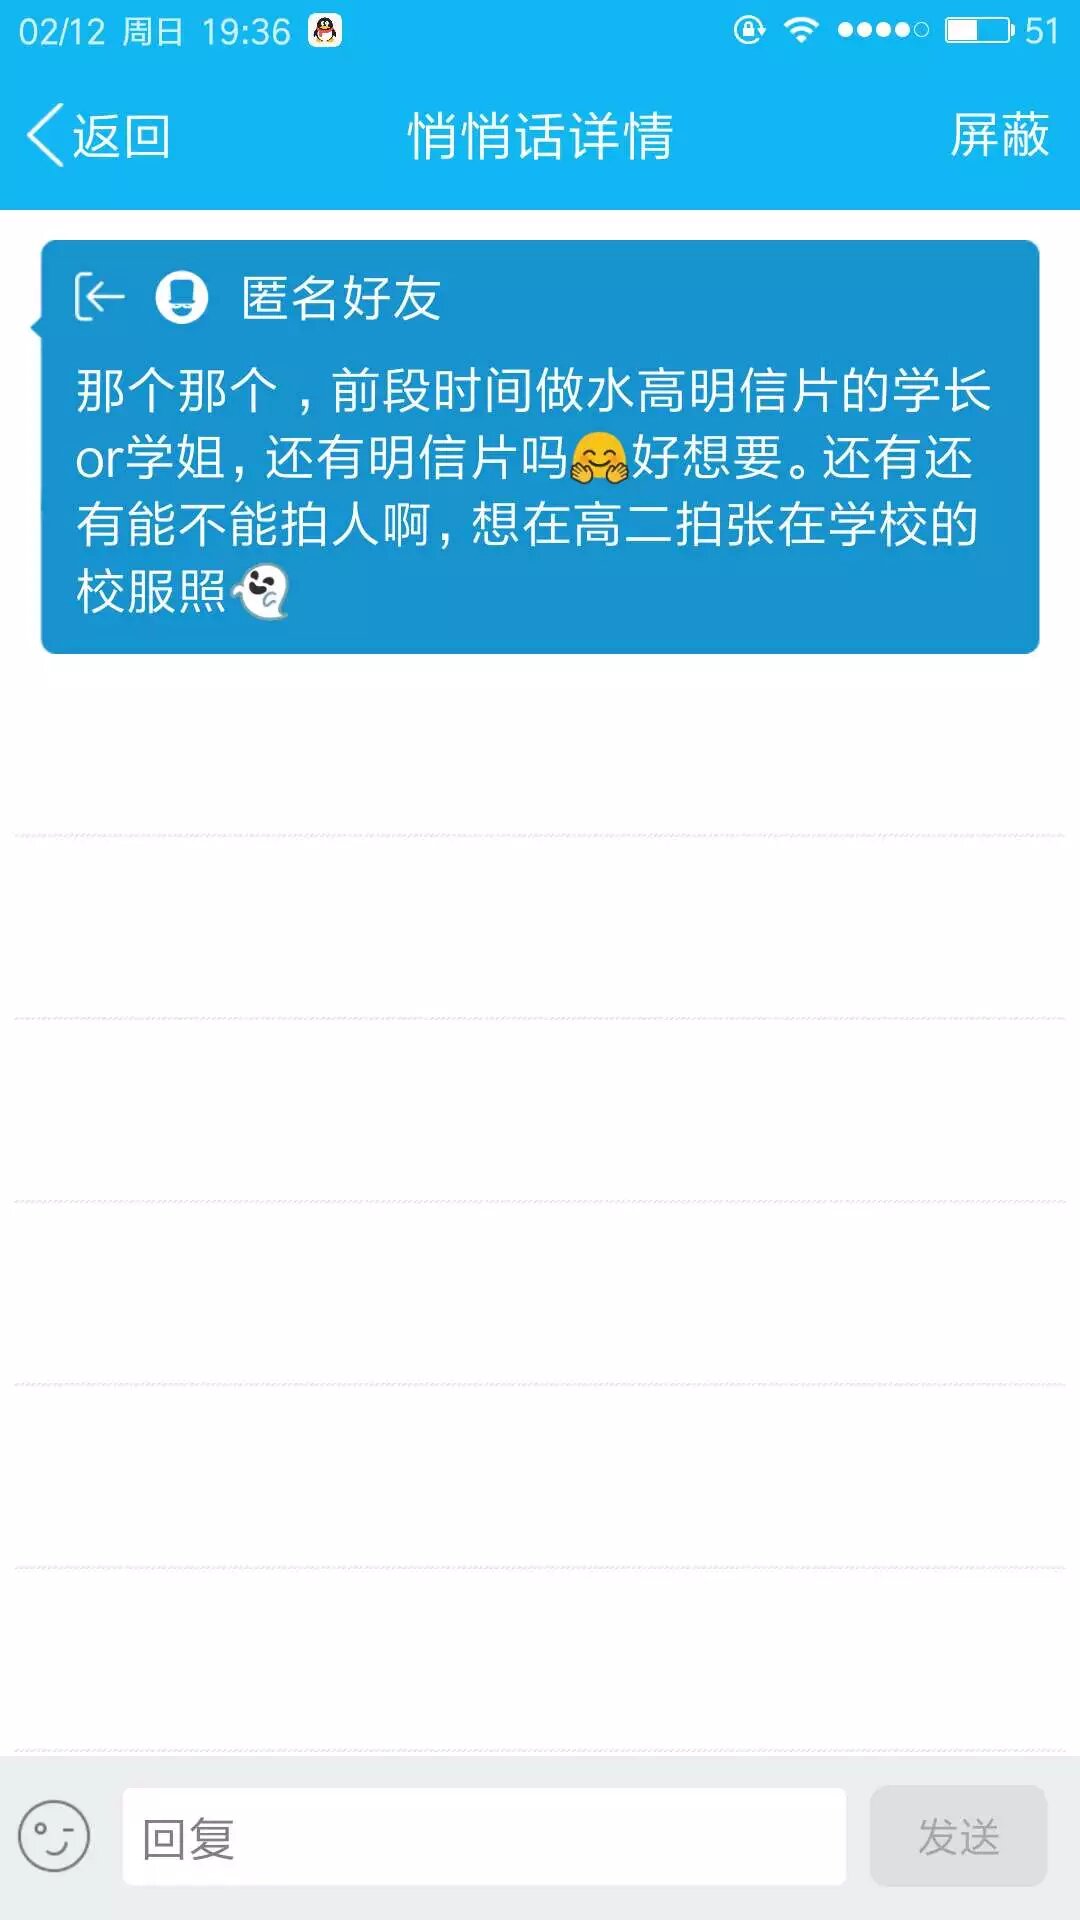 02/12 周日 19:36 51
返回 悄悄话详情 屏蔽
匿名好友
那个那个，前段时间做水高明信片的学长
or学姐，还有明信片吗🤗好想要。还有还
有能不能拍人啊，想在高二拍张在学校的
校服照👻
回复 发送